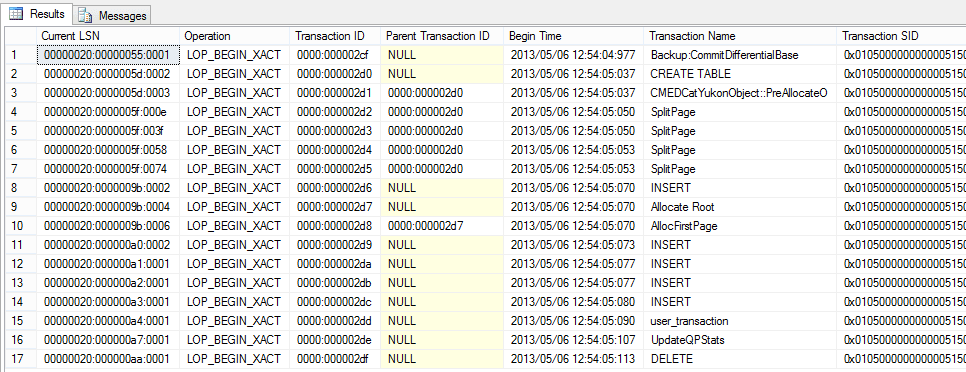 Results Messages
Current LSN Operation Transaction ID Parent Transaction ID Begin Time Transaction Name Transaction SID
1 00000020:00000055:0001 LOP_BEGIN_XACT 0000:000002cf NULL 2013/05/06 12:54:04:977 Backup:CommitDifferentialBase 0x0105000000000005150
2 00000020:0000005d:0002 LOP_BEGIN_XACT 0000:000002d0 NULL 2013/05/06 12:54:05:037 CREATE TABLE 0x0105000000000005150
3 00000020:0000005d:0003 LOP_BEGIN_XACT 0000:000002d1 0000:000002d0 2013/05/06 12:54:05:037 CMEDCatYukonObject::PreAllocateO 0x0105000000000005150
4 00000020:0000005f:000e LOP_BEGIN_XACT 0000:000002d2 0000:000002d0 2013/05/06 12:54:05:050 SplitPage 0x0105000000000005150
5 00000020:0000005f:003f LOP_BEGIN_XACT 0000:000002d3 0000:000002d0 2013/05/06 12:54:05:050 SplitPage 0x0105000000000005150
6 00000020:0000005f:0058 LOP_BEGIN_XACT 0000:000002d4 0000:000002d0 2013/05/06 12:54:05:053 SplitPage 0x0105000000000005150
7 00000020:0000005f:0074 LOP_BEGIN_XACT 0000:000002d5 0000:000002d0 2013/05/06 12:54:05:053 SplitPage 0x0105000000000005150
8 00000020:0000009b:0002 LOP_BEGIN_XACT 0000:000002d6 NULL 2013/05/06 12:54:05:070 INSERT 0x0105000000000005150
9 00000020:0000009b:0004 LOP_BEGIN_XACT 0000:000002d7 NULL 2013/05/06 12:54:05:070 Allocate Root 0x0105000000000005150
10 00000020:0000009b:0006 LOP_BEGIN_XACT 0000:000002d8 0000:000002d7 2013/05/06 12:54:05:070 AllocFirstPage 0x0105000000000005150
11 00000020:000000a0:0002 LOP_BEGIN_XACT 0000:000002d9 NULL 2013/05/06 12:54:05:073 INSERT 0x0105000000000005150
12 00000020:000000a1:0001 LOP_BEGIN_XACT 0000:000002da NULL 2013/05/06 12:54:05:077 INSERT 0x0105000000000005150
13 00000020:000000a2:0001 LOP_BEGIN_XACT 0000:000002db NULL 2013/05/06 12:54:05:077 INSERT 0x0105000000000005150
14 00000020:000000a3:0001 LOP_BEGIN_XACT 0000:000002dc NULL 2013/05/06 12:54:05:080 INSERT 0x0105000000000005150
15 00000020:000000a4:0001 LOP_BEGIN_XACT 0000:000002dd NULL 2013/05/06 12:54:05:090 user_transaction 0x0105000000000005150
16 00000020:000000a7:0001 LOP_BEGIN_XACT 0000:000002de NULL 2013/05/06 12:54:05:107 UpdateQPStats 0x0105000000000005150
17 00000020:000000aa:0001 LOP_BEGIN_XACT 0000:000002df NULL 2013/05/06 12:54:05:113 DELETE 0x0105000000000005150